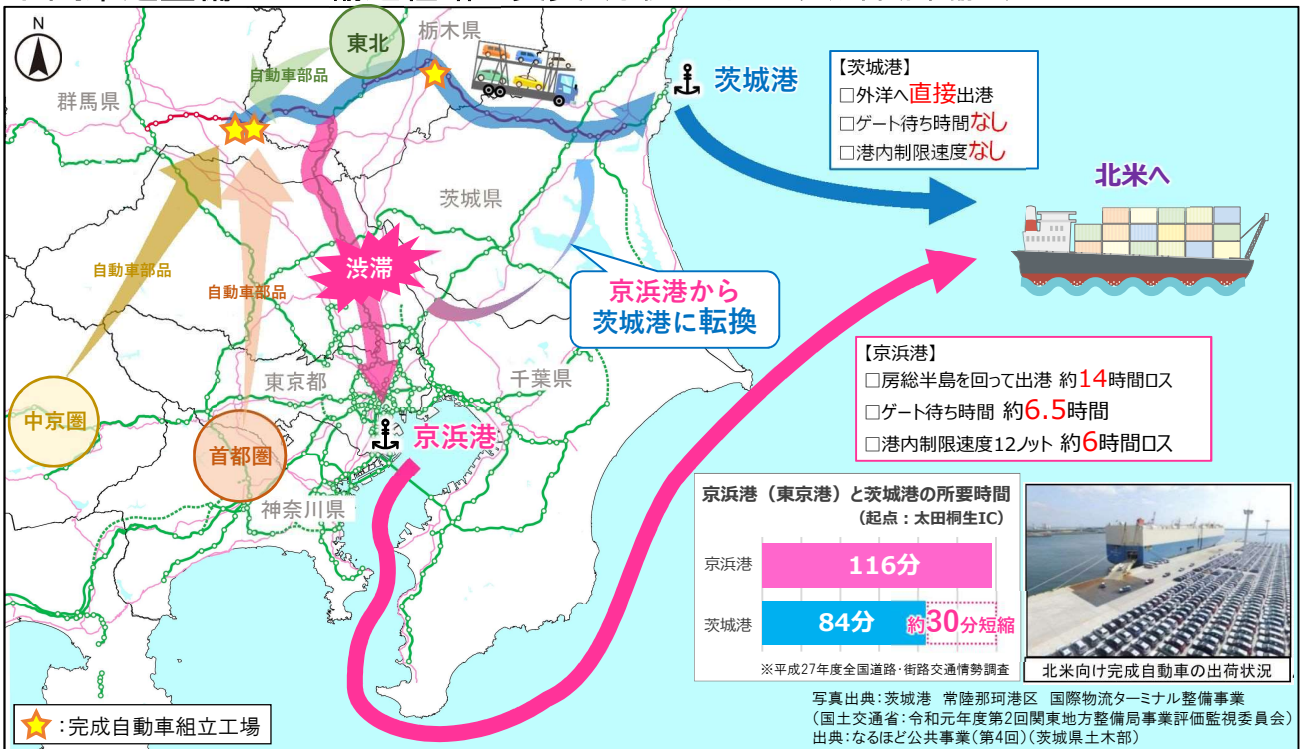 N
東北
栃木県
自動車部品
群馬県
茨城港
【茨城港】
□外洋へ直接出港
□ゲート待ち時間なし
□港内制限速度なし
北米へ
茨城県
渋滞
自動車部品
自動車部品
京浜港から
茨城港に転換
【京浜港】
□房総半島を回って出港 約14時間ロス
□ゲート待ち時間 約6.5時間
□港内制限速度12ノット 約6時間ロス
東京都
千葉県
中京圏
首都圏
京浜港
神奈川県
京浜港（東京港）と茨城港の所要時間
（起点：太田桐生IC）
京浜港
116分
茨城港
84分
約30分短縮
※平成27年度全国道路・街路交通情勢調査
北米向け完成自動車の出荷状況
：完成自動車組立工場
写真出典：茨城港 常陸那珂港区 国際物流ターミナル整備事業
（国土交通省：令和元年度第2回関東地方整備局事業評価監視委員会）
出典：なるほど公共事業（第4回）（茨城県土木部）